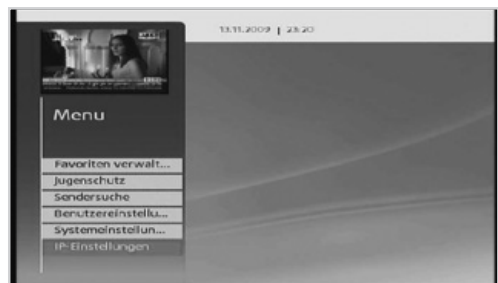 13.11.2009 | 23:20
Menu
Favoriten verwalt...
Jugenschutz
Sendersuche
Benutzereinstellu...
Systemeinstellun...
IP-Einstellungen